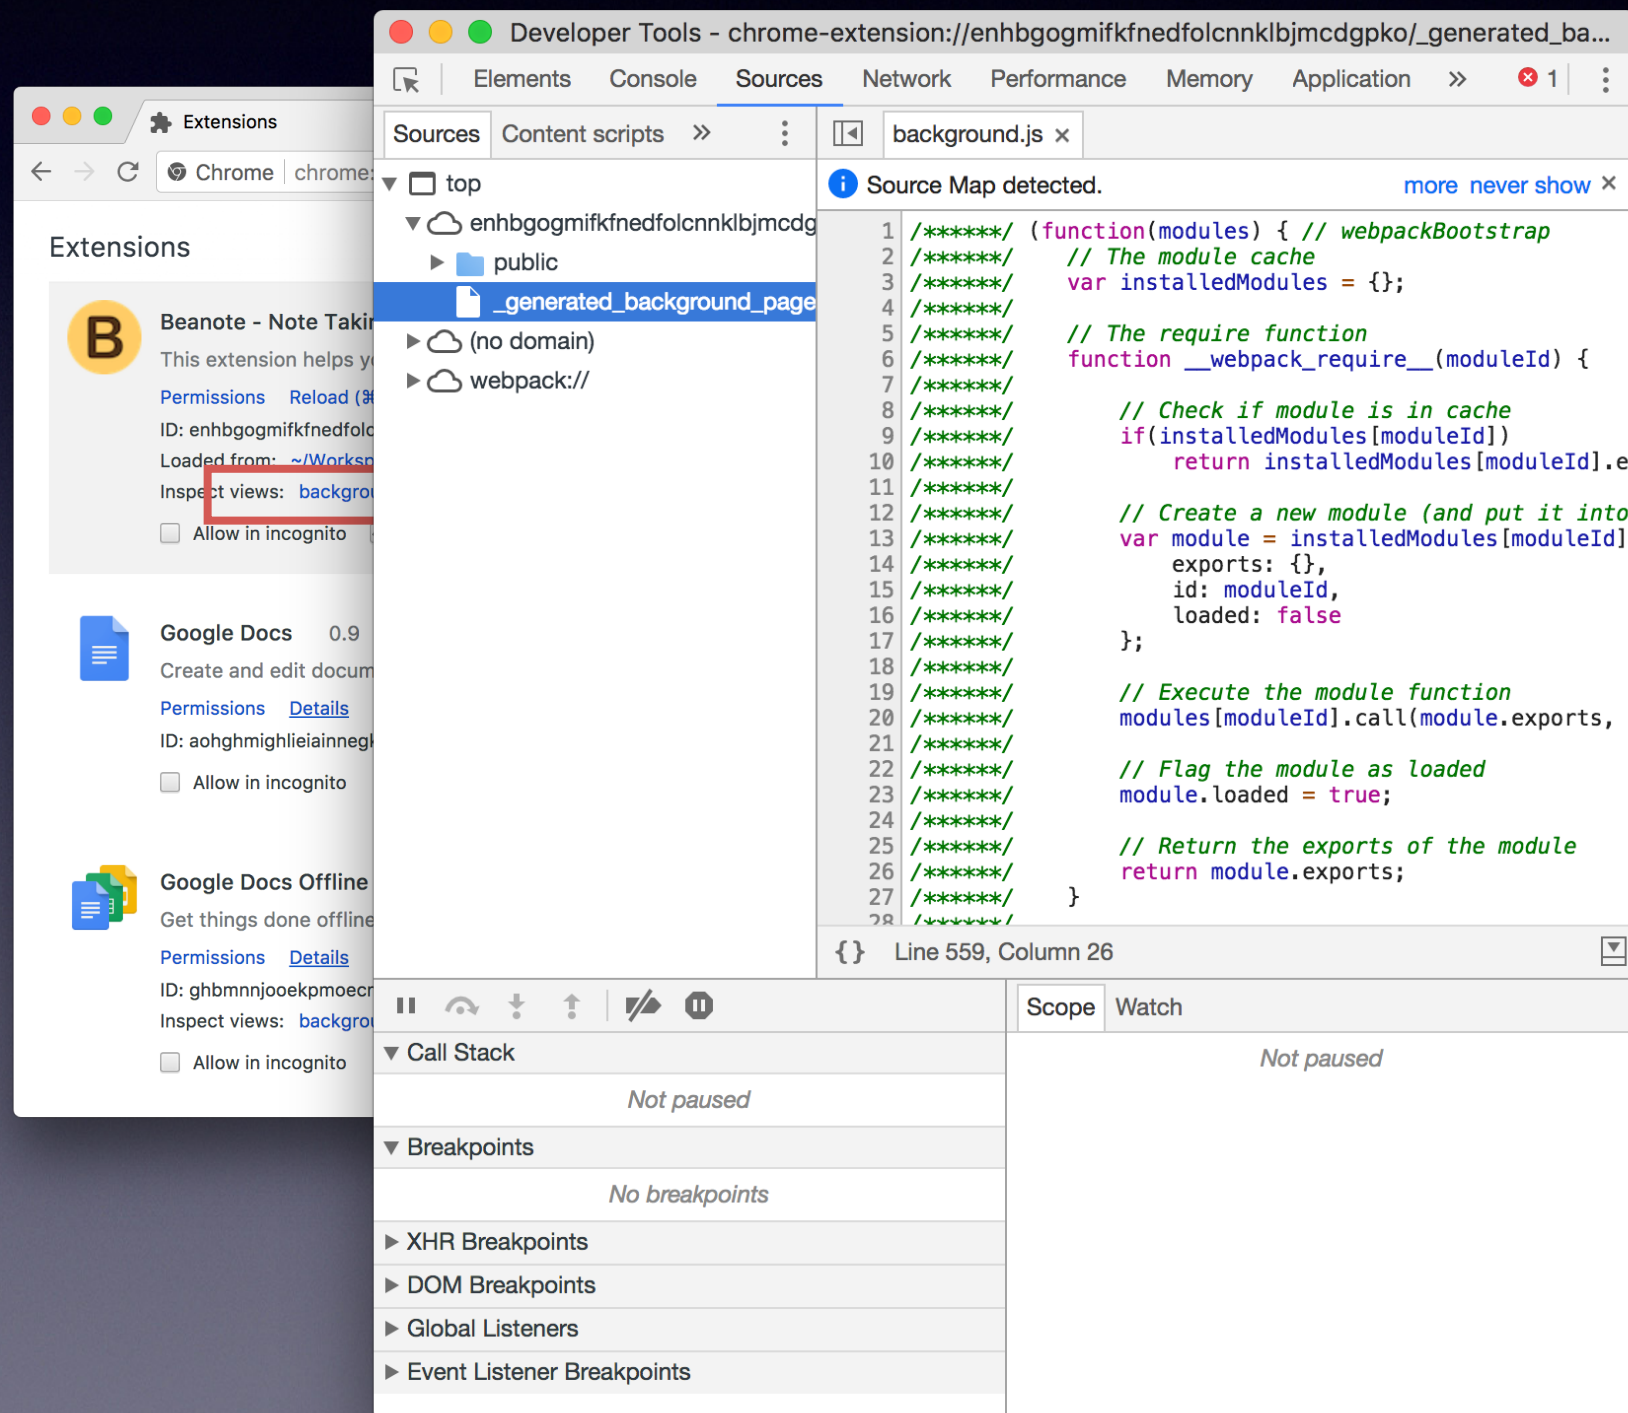 Developer Tools - chrome-extension://enhbgogmifkfnedfolcnnklbjmcdgpko/_generated_ba...
Elements Console Sources Network Performance Memory Application » 1
Extensions
Chrome chrome:
Extensions
B
Beanote - Note Takin
This extension helps yo
Permissions Reload (⌘
ID: enhbgogmifkfnedfolc
Loaded from: ~/Worksp
Inspect views: backgrou
Allow in incognito
Google Docs 0.9
Create and edit docum
Permissions Details
ID: aohghmighlieiainnegk
Allow in incognito
Google Docs Offline
Get things done offline
Permissions Details
ID: ghbmnnjooekpmoecn
Inspect views: backgrou
Allow in incognito
Sources Content scripts »
top
enhbgogmifkfnedfolcnnklbjmcdg
public
_generated_background_page
(no domain)
webpack://
background.js ×
Source Map detected. more never show ×
1 /******/ (function(modules) { // webpackBootstrap
2 /******/ // The module cache
3 /******/ var installedModules = {};
4 /******/
5 /******/ // The require function
6 /******/ function __webpack_require__(moduleId) {
7 /******/
8 /******/ // Check if module is in cache
9 /******/ if(installedModules[moduleId])
10 /******/ return installedModules[moduleId].e
11 /******/
12 /******/ // Create a new module (and put it into
13 /******/ var module = installedModules[moduleId]
14 /******/ exports: {},
15 /******/ id: moduleId,
16 /******/ loaded: false
17 /******/ };
18 /******/
19 /******/ // Execute the module function
20 /******/ modules[moduleId].call(module.exports,
21 /******/
22 /******/ // Flag the module as loaded
23 /******/ module.loaded = true;
24 /******/
25 /******/ // Return the exports of the module
26 /******/ return module.exports;
27 /******/ }
28 /******/
{} Line 559, Column 26
Call Stack
Not paused
Breakpoints
No breakpoints
XHR Breakpoints
DOM Breakpoints
Global Listeners
Event Listener Breakpoints
Scope Watch
Not paused